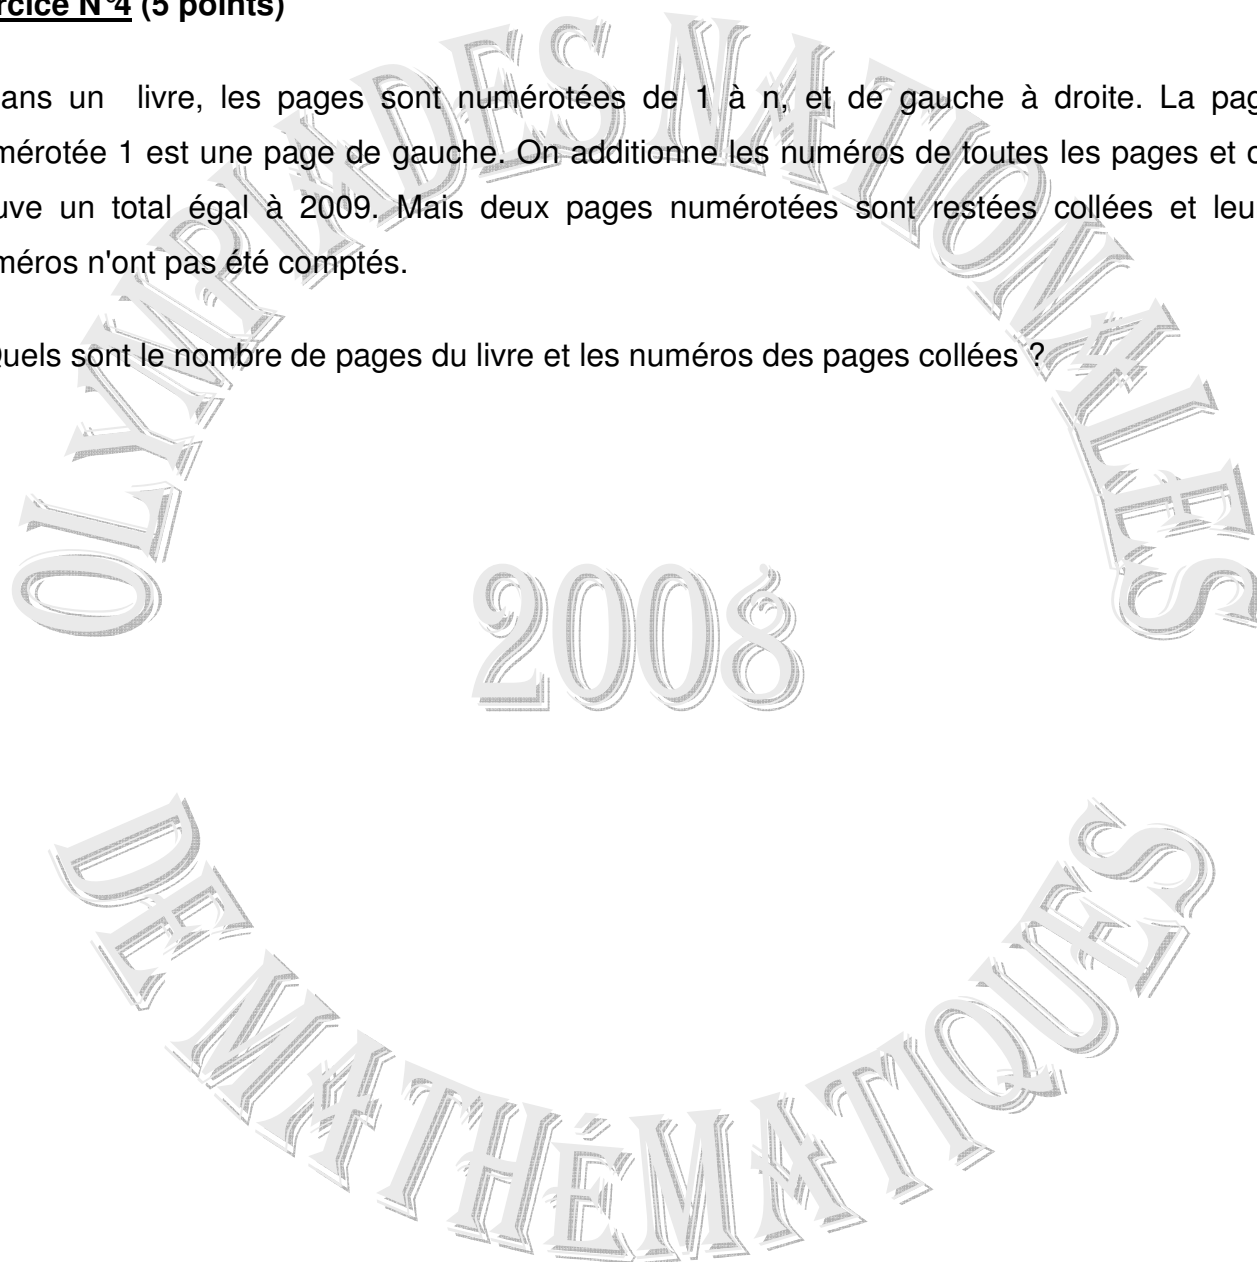 rcice N°4 (5 points)
ans un livre, les pages sont numérotées de 1 à n, et de gauche à droite. La pag
mérotée 1 est une page de gauche. On additionne les numéros de toutes les pages et o
uve un total égal à 2009. Mais deux pages numérotées sont restées collées et leu
méros n'ont pas été comptés.
Quels sont le nombre de pages du livre et les numéros des pages collées ?
OLYMPIADES NATIONALES
2008
DE MATHÉMATIQUES